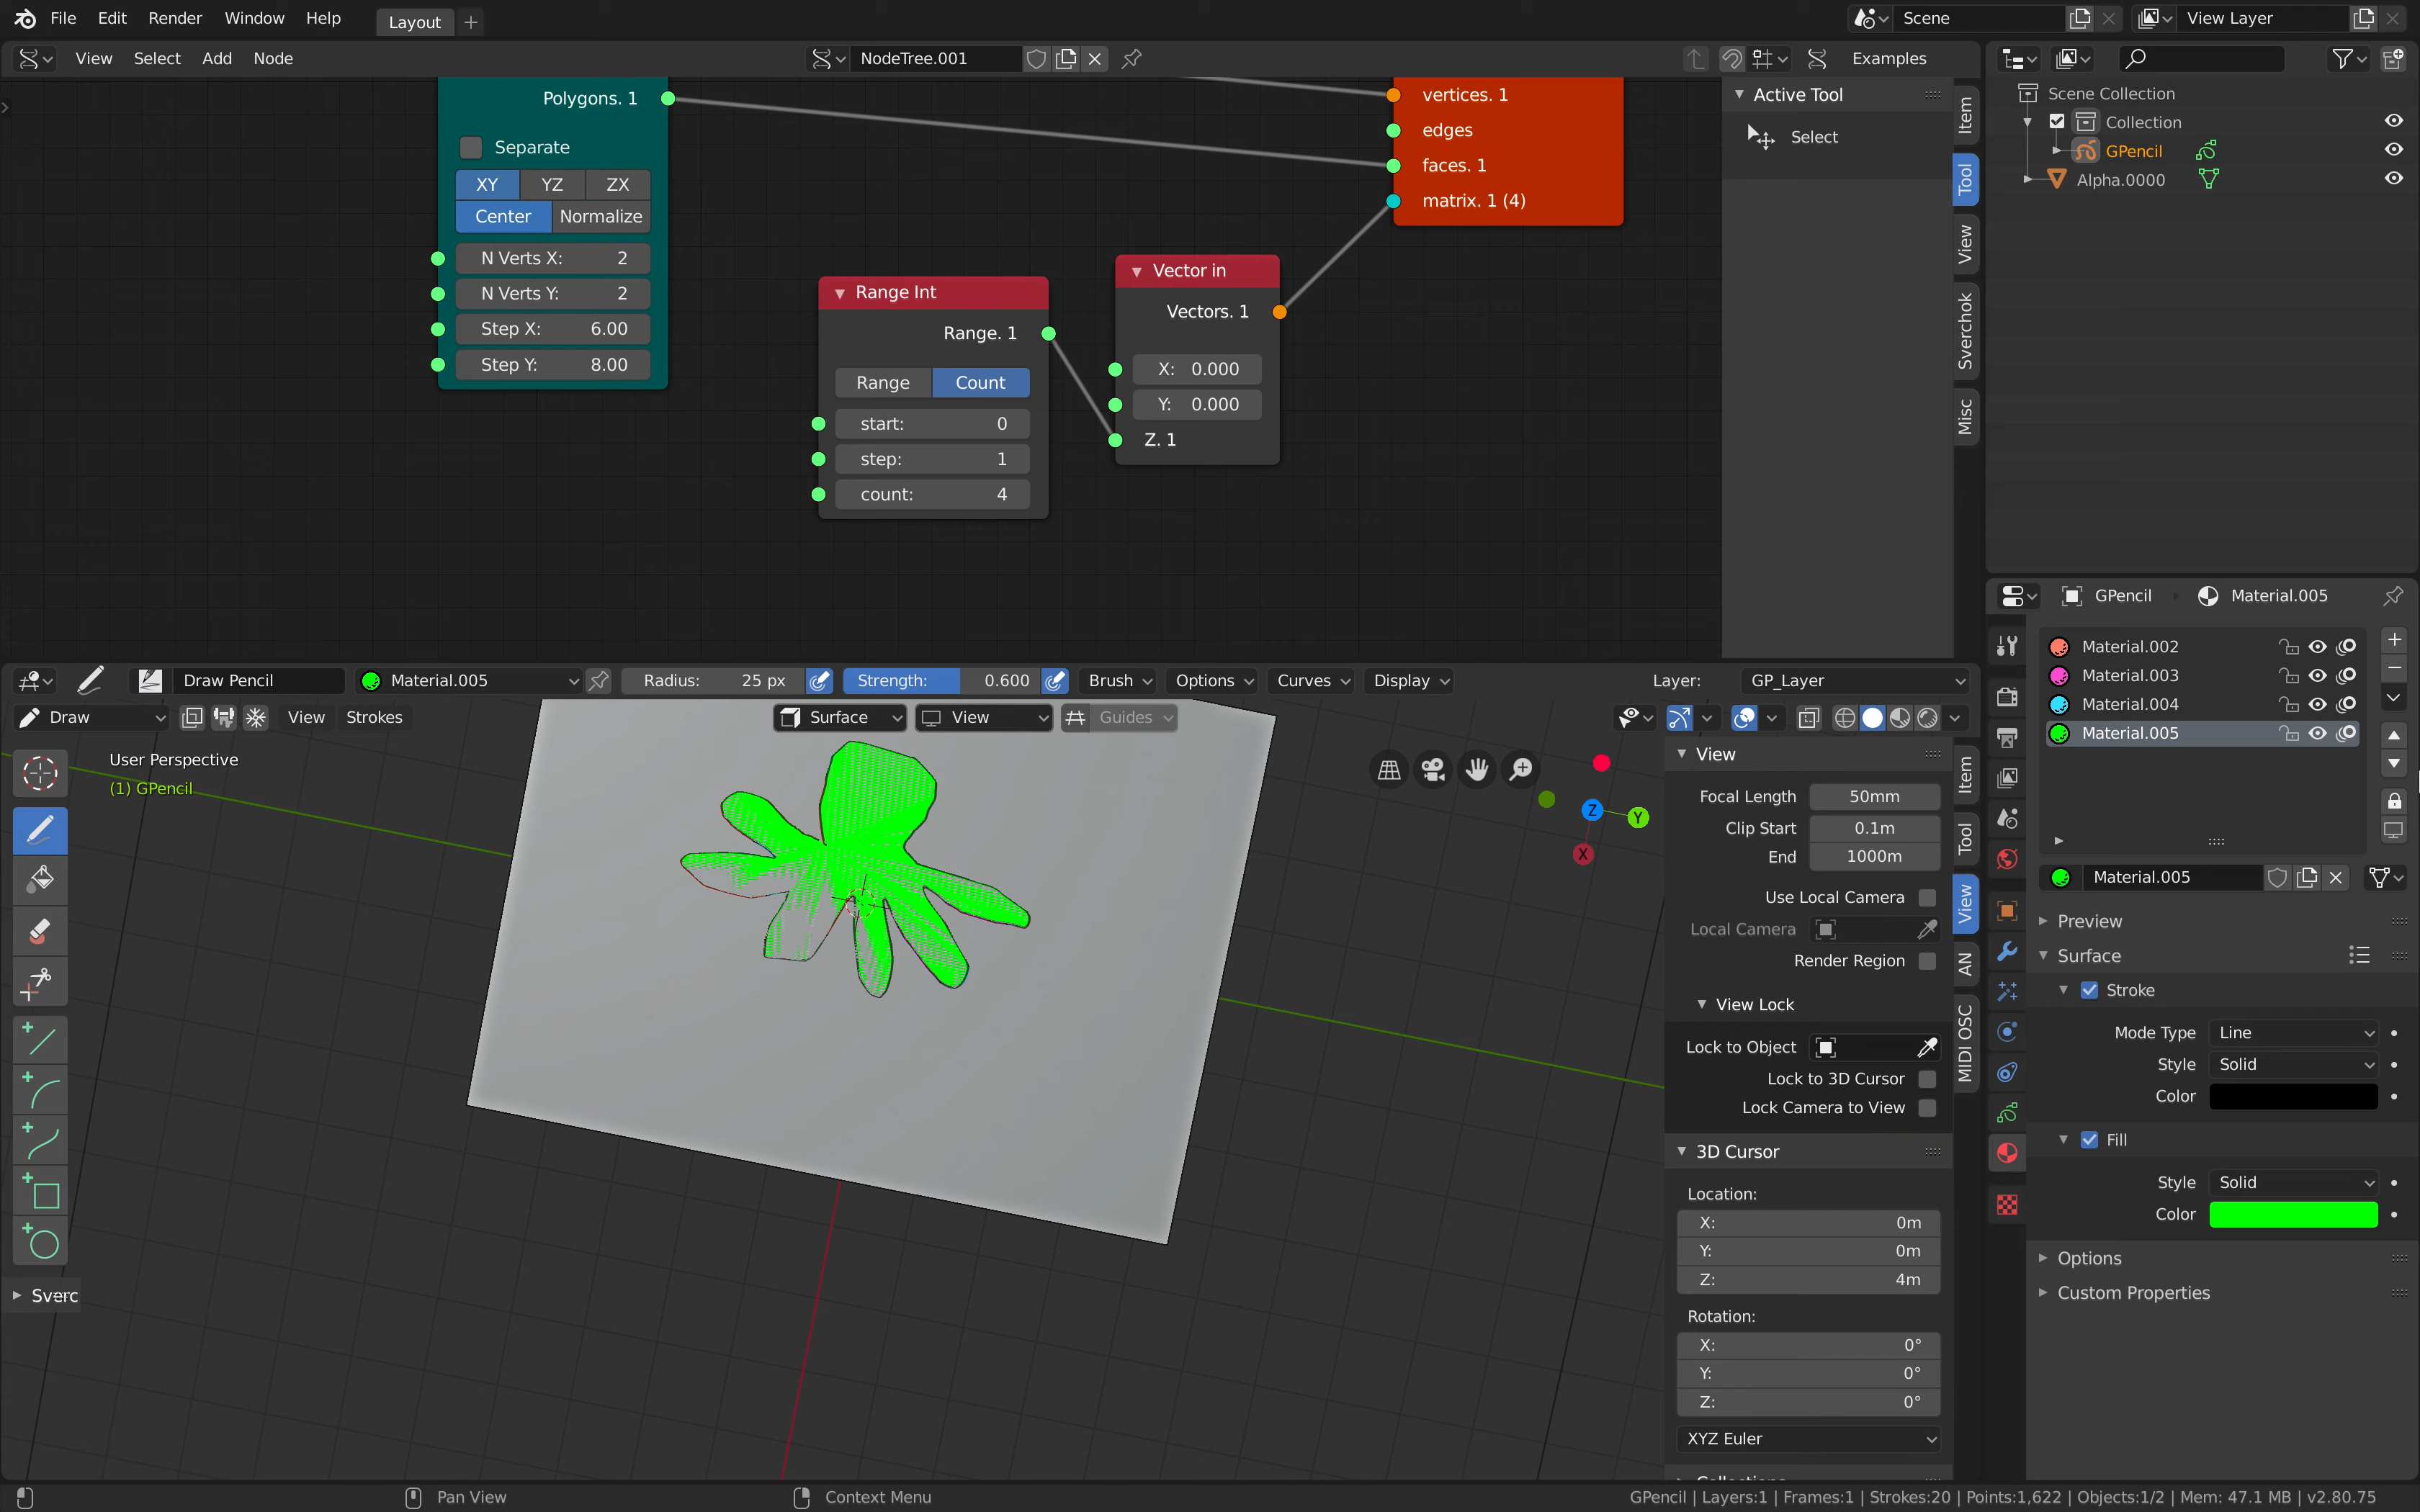 File Edit Render Window Help Layout Scene View Layer
View Select Add Node NodeTree.001 Examples
Polygons. 1
Separate
XY YZ ZX
Center Normalize
N Verts X: 2
N Verts Y: 2
Step X: 6.00
Step Y: 8.00
Range Int
Range. 1
Range Count
start: 0
step: 1
count: 4
Vector in
Vectors. 1
X: 0.000
Y: 0.000
Z. 1
vertices. 1
edges
faces. 1
matrix. 1 (4)
Active Tool
Select
Item
Tool
View
Sverchok
Misc
Scene Collection
Collection
GPencil
Alpha.0000
Draw Pencil Material.005 Radius: 25 px Strength: 0.600 Brush Options Curves Display Layer: GP_Layer
Draw View Strokes Surface View Guides
User Perspective
(1) GPencil
Sverc
Z
Y
X
View
Focal Length 50mm
Clip Start 0.1m
End 1000m
Use Local Camera
Local Camera
Render Region
View Lock
Lock to Object
Lock to 3D Cursor
Lock Camera to View
3D Cursor
Location:
X: 0m
Y: 0m
Z: 4m
Rotation:
X: 0°
Y: 0°
Z: 0°
XYZ Euler
Item
Tool
View
AN
MIDI OSC
GPencil Material.005
Material.002
Material.003
Material.004
Material.005
Material.005
Preview
Surface
Stroke
Mode Type Line
Style Solid
Color
Fill
Style Solid
Color
Options
Custom Properties
Pan View Context Menu GPencil | Layers:1 | Frames:1 | Strokes:20 | Points:1,622 | Objects:1/2 | Mem: 47.1 MB | v2.80.75